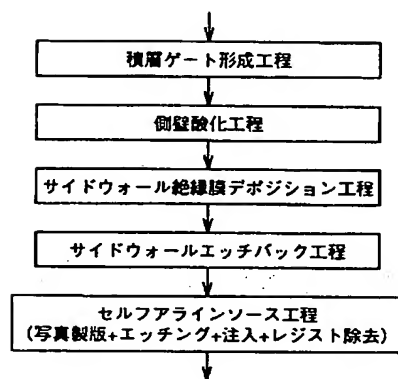 積層ゲート形成工程
側壁酸化工程
サイドウォール絶縁膜デポジション工程
サイドウォールエッチバック工程
セルフアラインソース工程
(写真製版+エッチング+注入+レジスト除去)